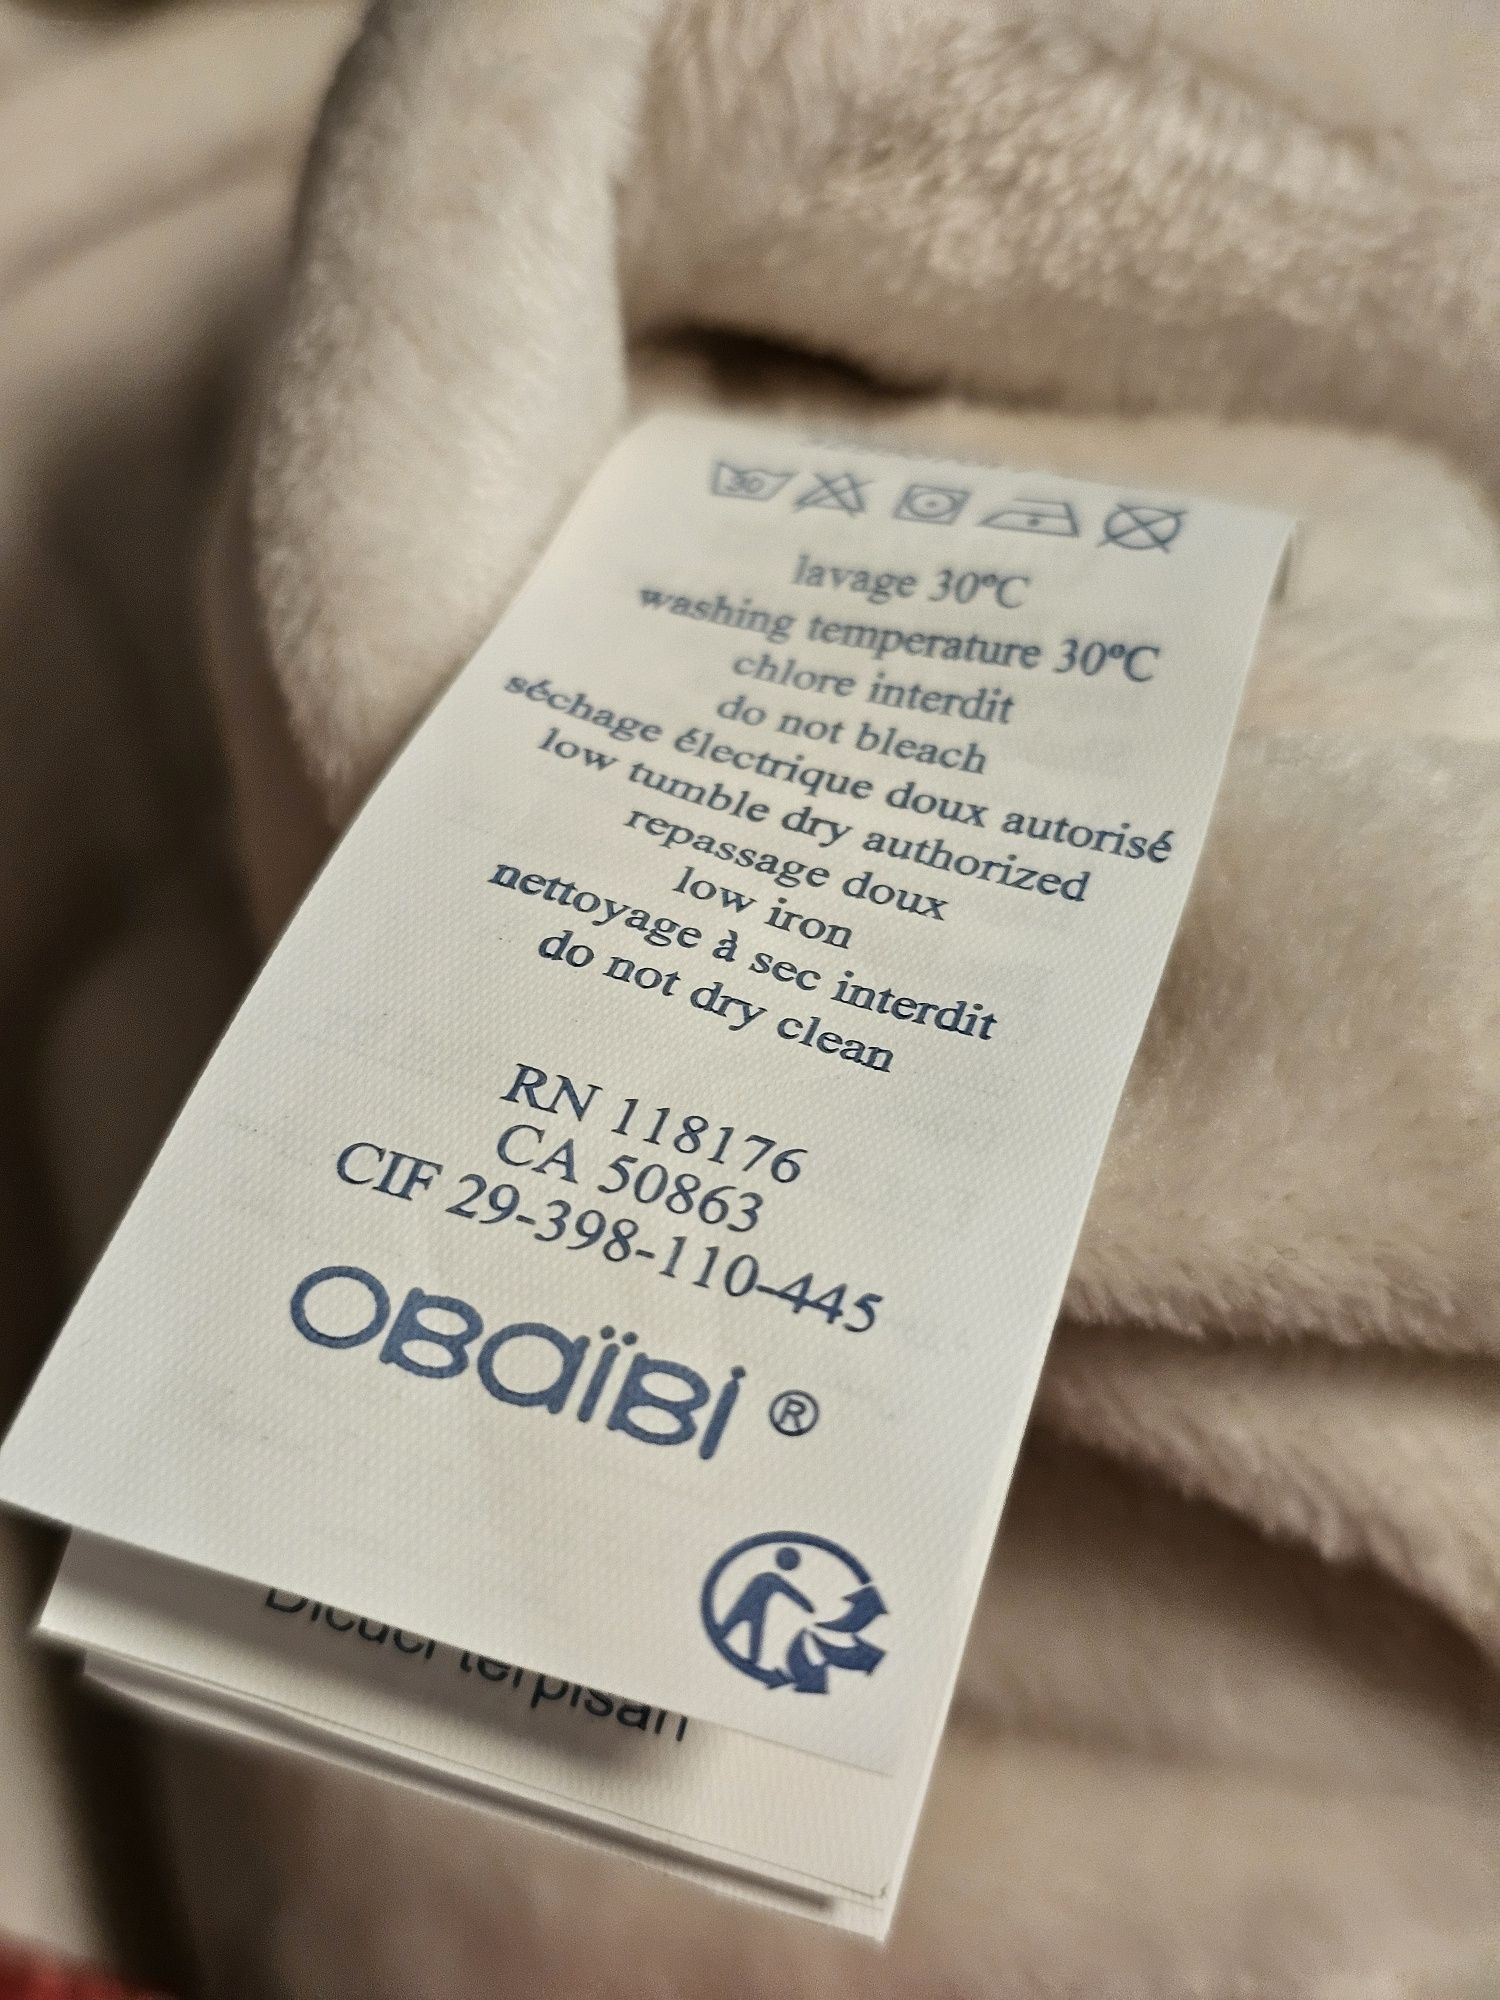 30
lavage 30°C
washing temperature 30°C
chlore interdit
do not bleach
séchage électrique doux autorisé
low tumble dry authorized
repassage doux
low iron
nettoyage à sec interdit
do not dry clean
RN 118176
CA 50863
CIF 29-398-110-445
OBaïBi ®